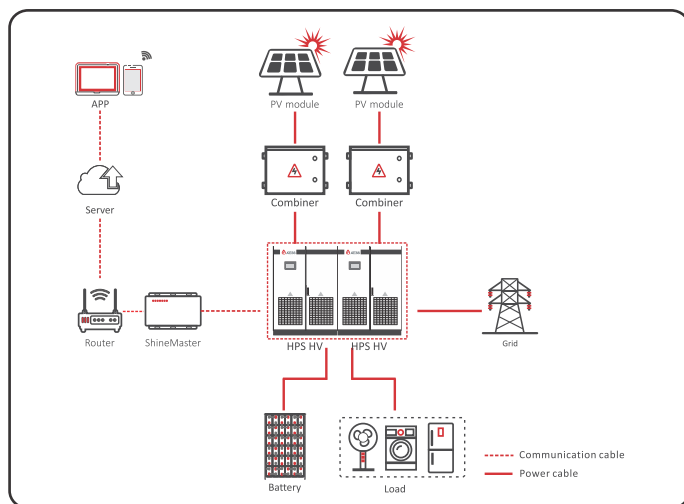 APP
PV module
PV module
Combiner
Combiner
Server
Router
ShineMaster
HPS HV
HPS HV
Grid
Battery
Load
Communication cable
Power cable